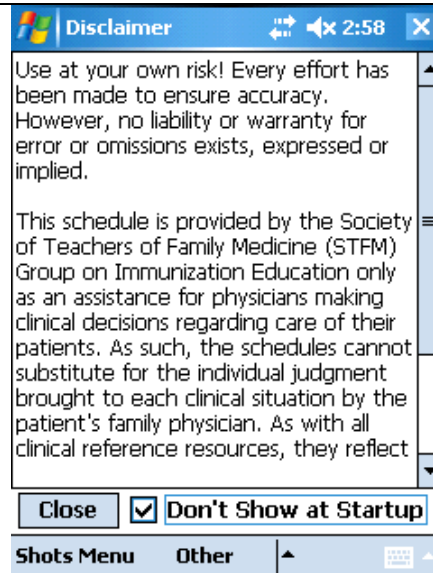 Disclaimer 2:58
Use at your own risk! Every effort has
been made to ensure accuracy.
However, no liability or warranty for
error or omissions exists, expressed or
implied.
This schedule is provided by the Society
of Teachers of Family Medicine (STFM)
Group on Immunization Education only
as an assistance for physicians making
clinical decisions regarding care of their
patients. As such, the schedules cannot
substitute for the individual judgment
brought to each clinical situation by the
patient's family physician. As with all
clinical reference resources, they reflect
Close Don't Show at Startup
Shots Menu Other